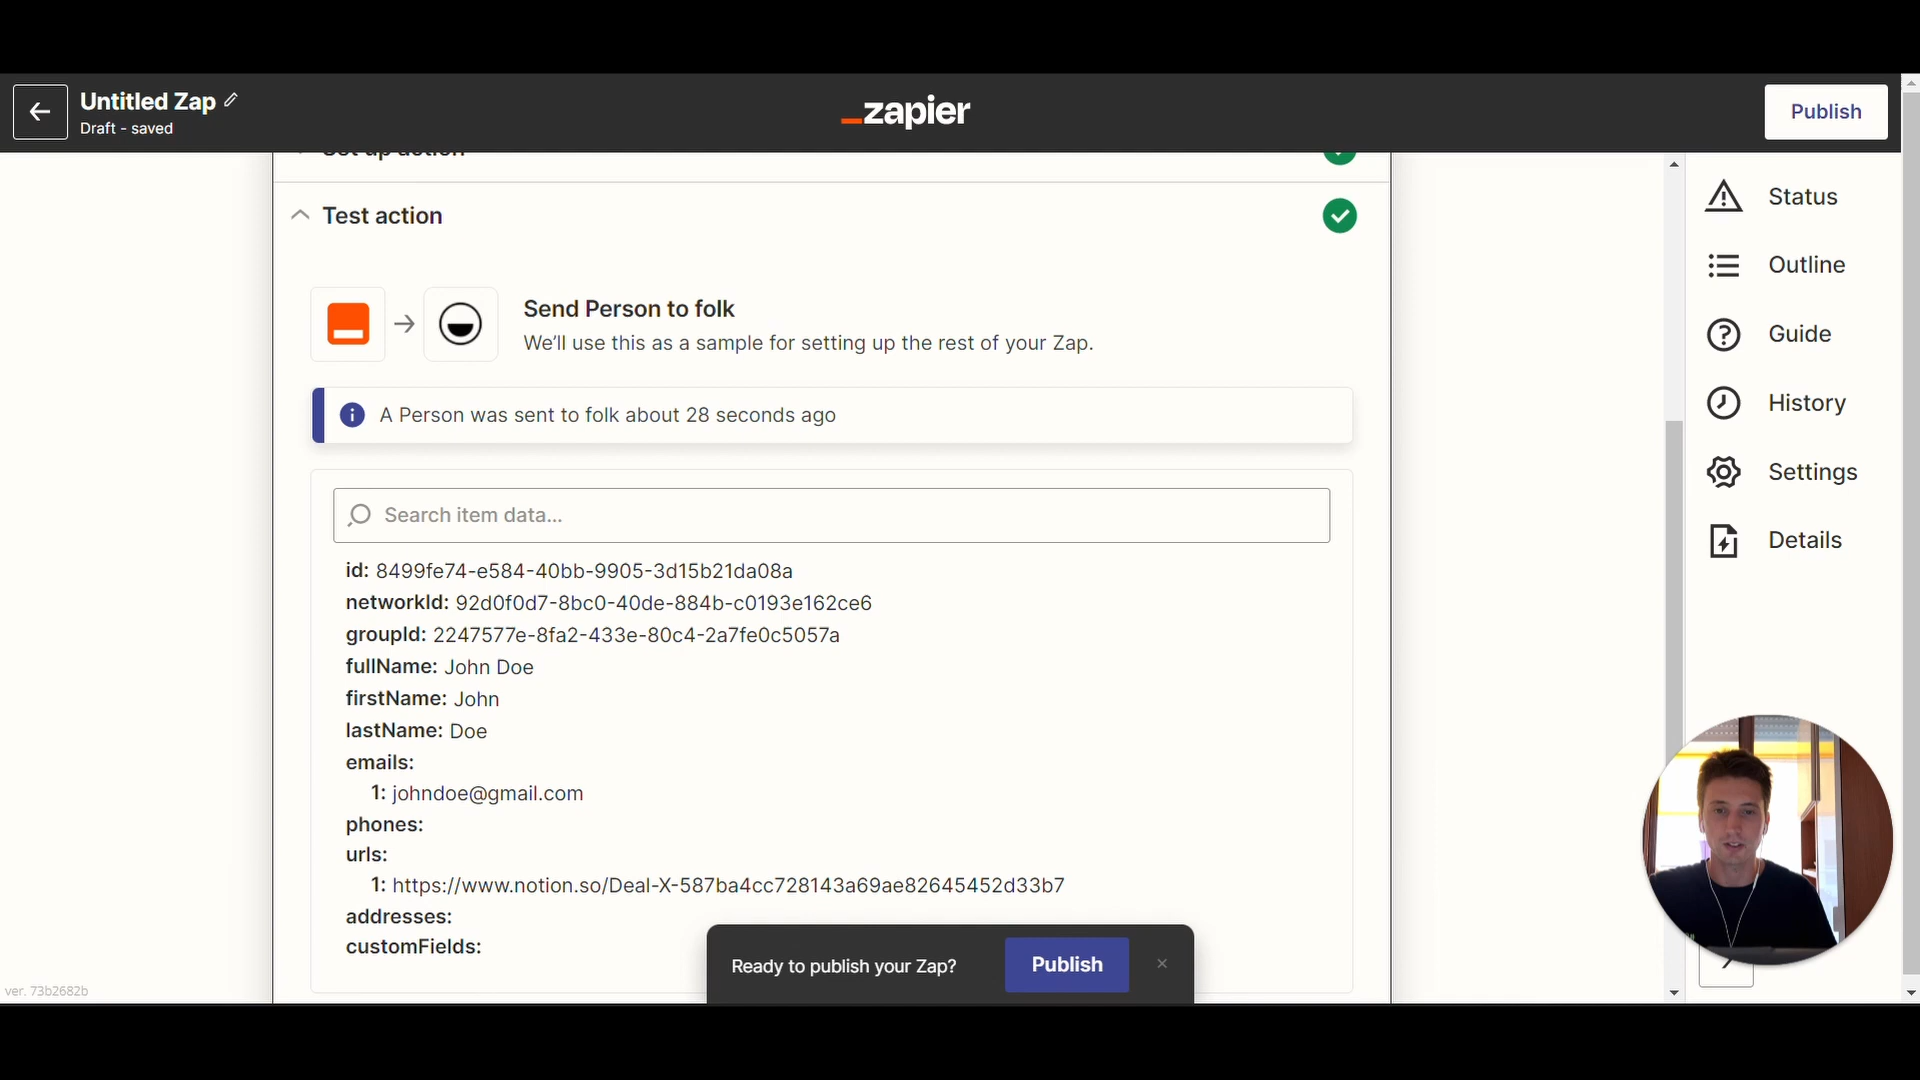 Untitled Zap
Draft - saved
zapier
Publish
Set up action
Test action
Send Person to folk
We'll use this as a sample for setting up the rest of your Zap.
A Person was sent to folk about 28 seconds ago
Search item data...
id: 8499fe74-e584-40bb-9905-3d15b21da08a
networkId: 92d0f0d7-8bc0-40de-884b-c0193e162ce6
groupId: 2247577e-8fa2-433e-80c4-2a7fe0c5057a
fullName: John Doe
firstName: John
lastName: Doe
emails:
1: johndoe@gmail.com
phones:
urls:
1: https://www.notion.so/Deal-X-587ba4cc728143a69ae82645452d33b7
addresses:
customFields:
Ready to publish your Zap?
Publish
Status
Outline
Guide
History
Settings
Details
ver. 73b2682b